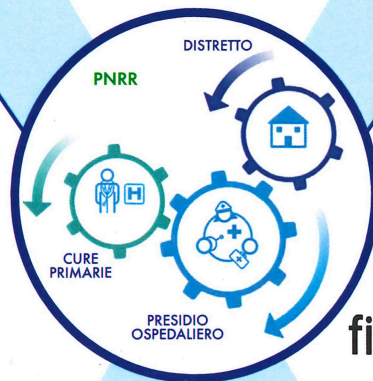 DISTRETTO
PNRR
H
CURE
PRIMARIE
PRESIDIO
OSPEDALIERO
fi